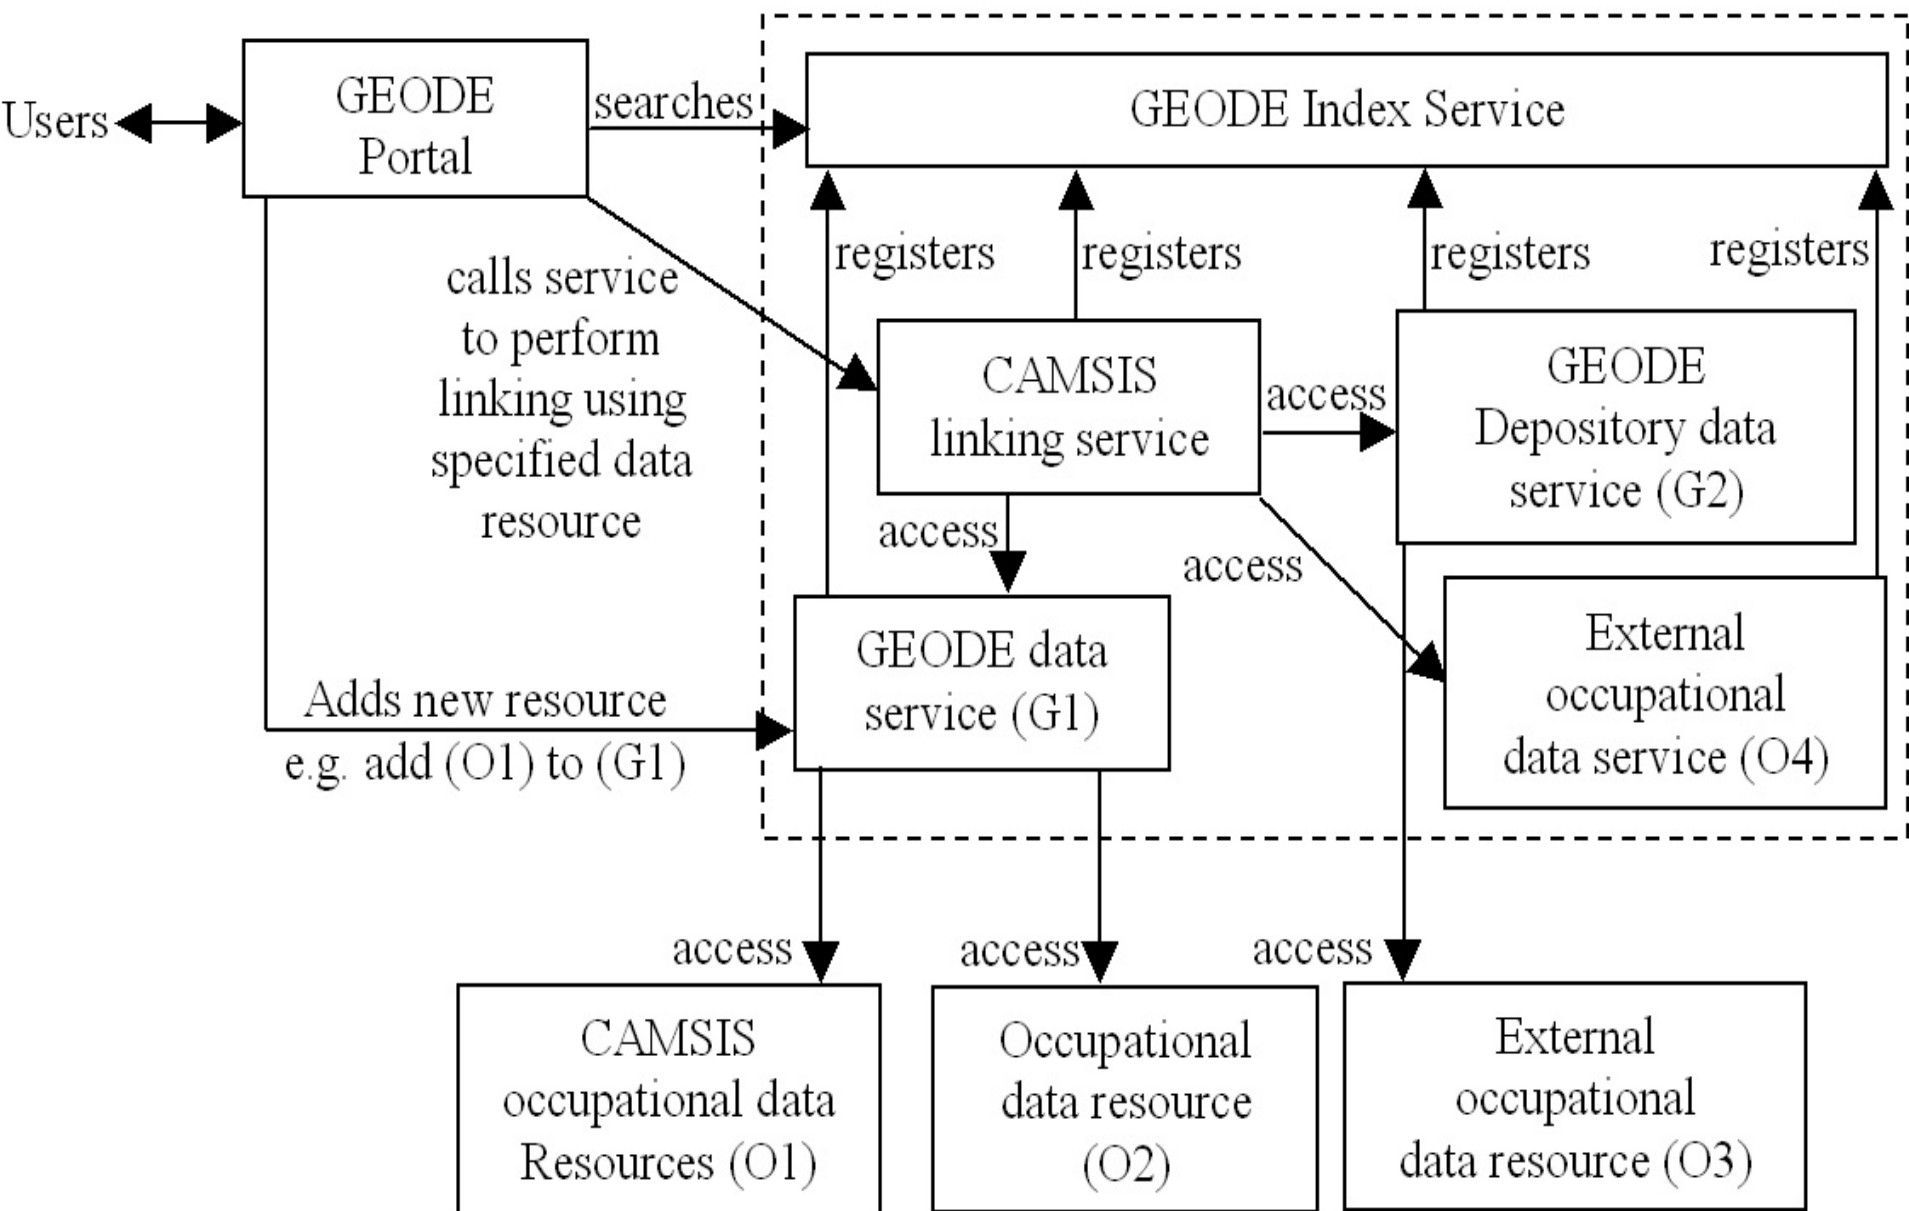 Users
GEODE
Portal
searches
GEODE Index Service
registers
registers
registers
registers
calls service
to perform
linking using
specified data
resource
CAMSIS
linking service
access
GEODE
Depository data
service (G2)
access
access
External
occupational
data service (O4)
GEODE data
service (G1)
Adds new resource
e.g. add (O1) to (G1)
access
access
access
CAMSIS
occupational data
Resources (O1)
Occupational
data resource
(O2)
External
occupational
data resource (O3)